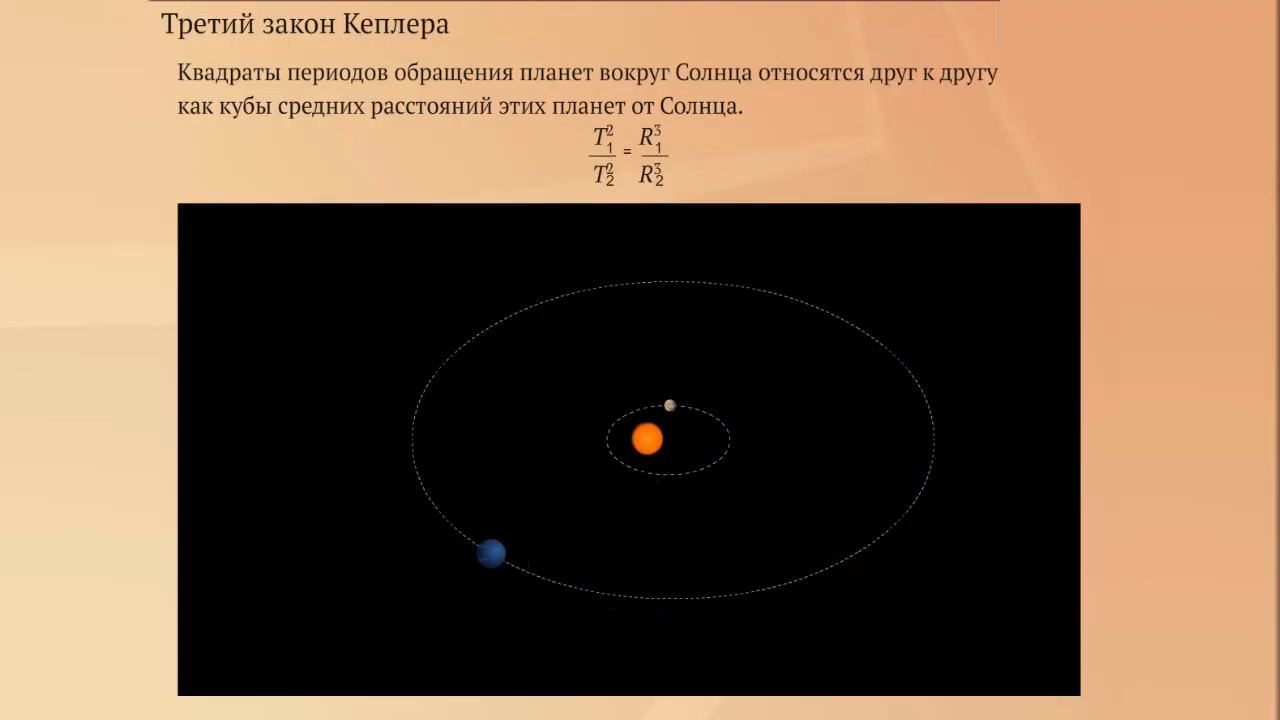 Третий закон Кеплера
Квадраты периодов обращения планет вокруг Солнца относятся друг к другу
как кубы средних расстояний этих планет от Солнца.
T₁²/T₂² = R₁³/R₂³